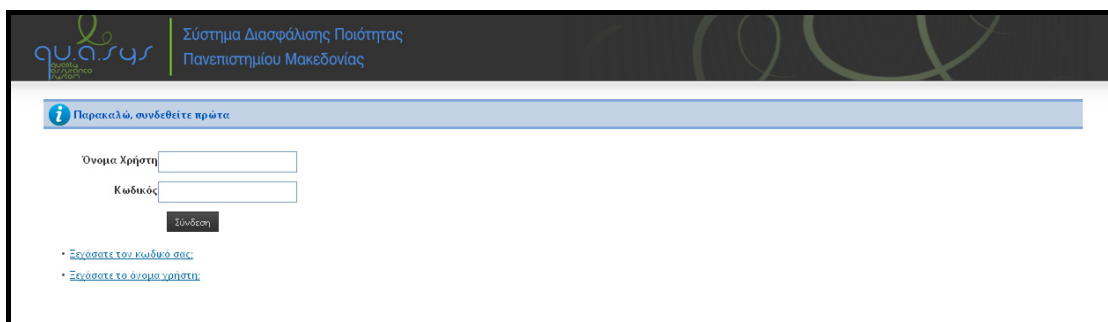 qu.a.sys
quality
assurance
system
Σύστημα Διασφάλισης Ποιότητας
Πανεπιστημίου Μακεδονίας
Παρακαλώ, συνδεθείτε πρώτα
Όνομα Χρήστη
Κωδικός
Σύνδεση
• Ξεχάσατε τον κωδικό σας;
• Ξεχάσατε το όνομα χρήστη;